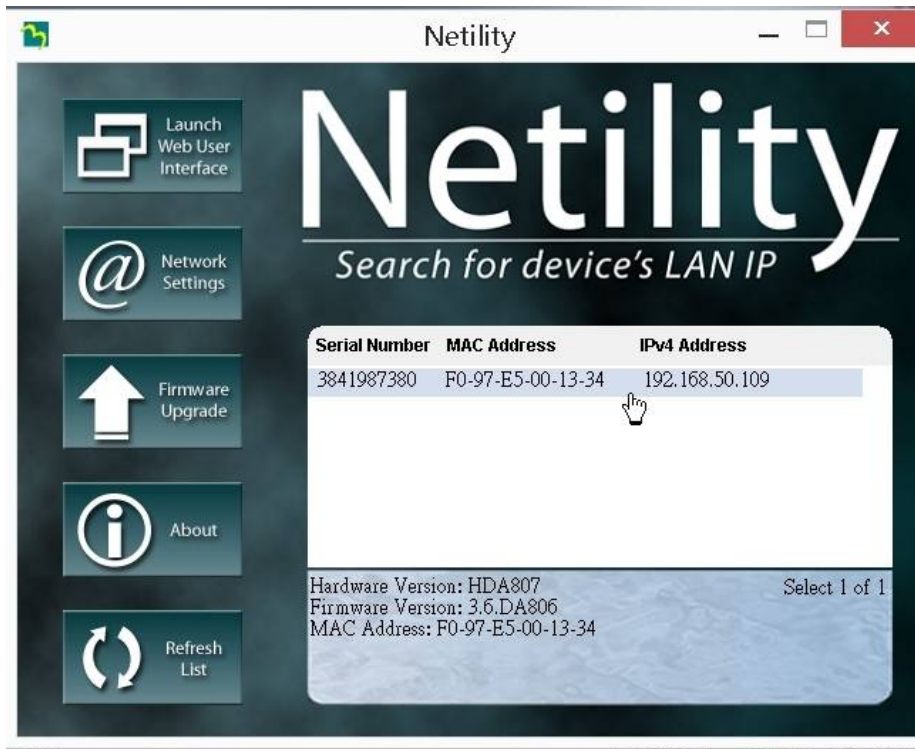 Netility
Launch
Web User
Interface
Network
Settings
Firmware
Upgrade
About
Refresh
List
Netility
Search for device's LAN IP
Serial Number MAC Address IPv4 Address
3841987380 F0-97-E5-00-13-34 192.168.50.109
Hardware Version: HDA807 Select 1 of 1
Firmware Version: 3.6.DA806
MAC Address: F0-97-E5-00-13-34